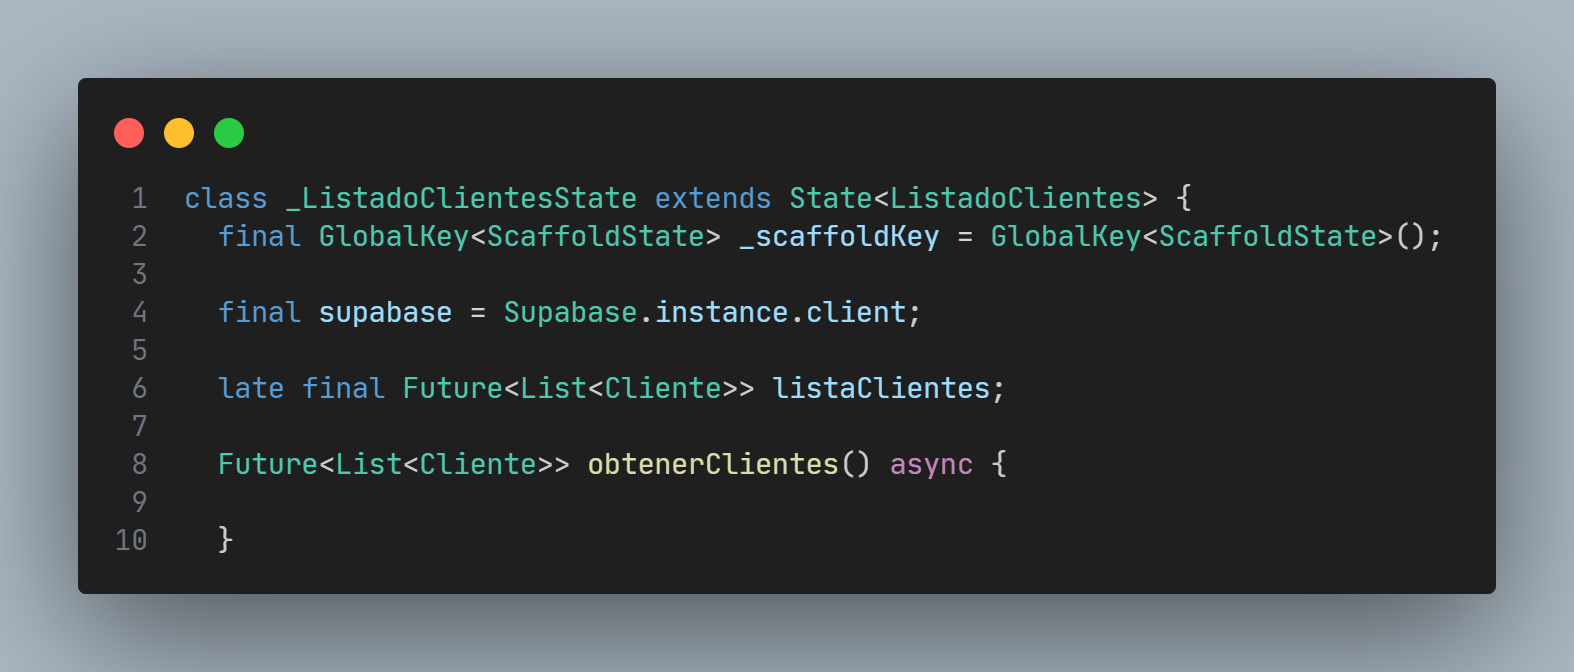 1 class _ListadoClientesState extends State<ListadoClientes> {
2   final GlobalKey<ScaffoldState> _scaffoldKey = GlobalKey<ScaffoldState>();
3
4   final supabase = Supabase.instance.client;
5
6   late final Future<List<Cliente>> listaClientes;
7
8   Future<List<Cliente>> obtenerClientes() async {
9
10   }